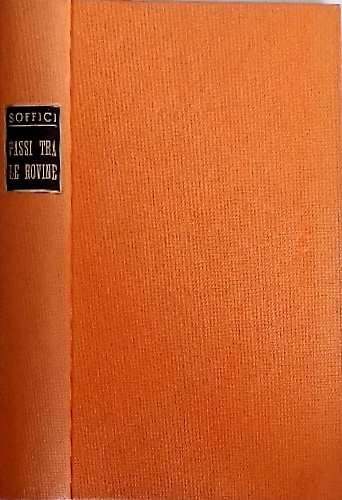 SOFFICI
PASSI TRA
LE ROVINE